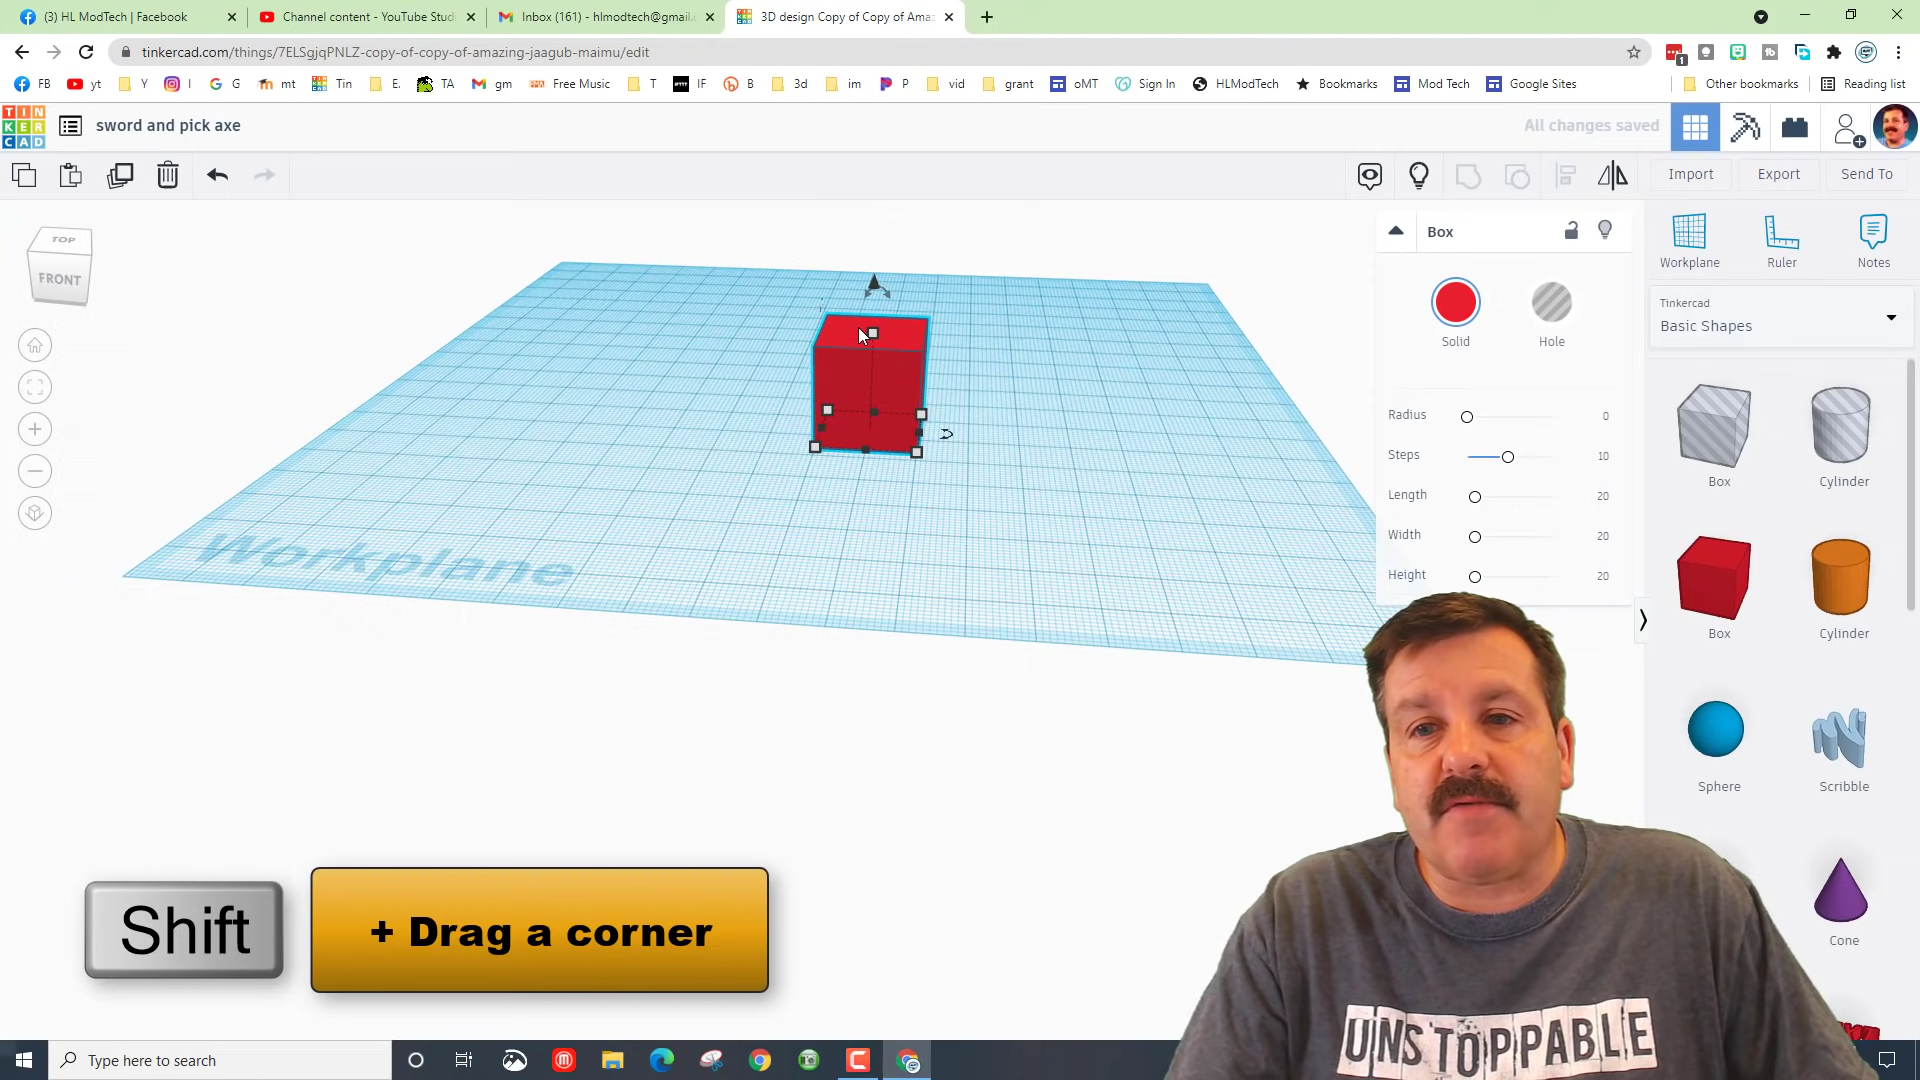 (3) HL ModTech | Facebook
Channel content - YouTube Stud
Inbox (161) - hlmodtech@gmail.c
3D design Copy of Copy of Amaz
tinkercad.com/things/7ELSgjqPNLZ-copy-of-copy-of-amazing-jaagub-maimu/edit
1
FB
yt
Y
I
G
mt
Tin
E.
TA
gm
Free Music
T
IF
B
3d
im
P
vid
grant
oMT
Sign In
HLModTech
Bookmarks
Mod Tech
Google Sites
Other bookmarks
Reading list
TIN
KER
CAD
sword and pick axe
All changes saved
Import
Export
Send To
TOP
FRONT
Workplane
Box
Solid
Hole
Radius 0
Steps 10
Length 20
Width 20
Height 20
Workplane
Ruler
Notes
Tinkercad
Basic Shapes
Box
Cylinder
Box
Cylinder
Sphere
Scribble
Cone
Shift
+ Drag a corner
UNSTOPPABLE
Type here to search